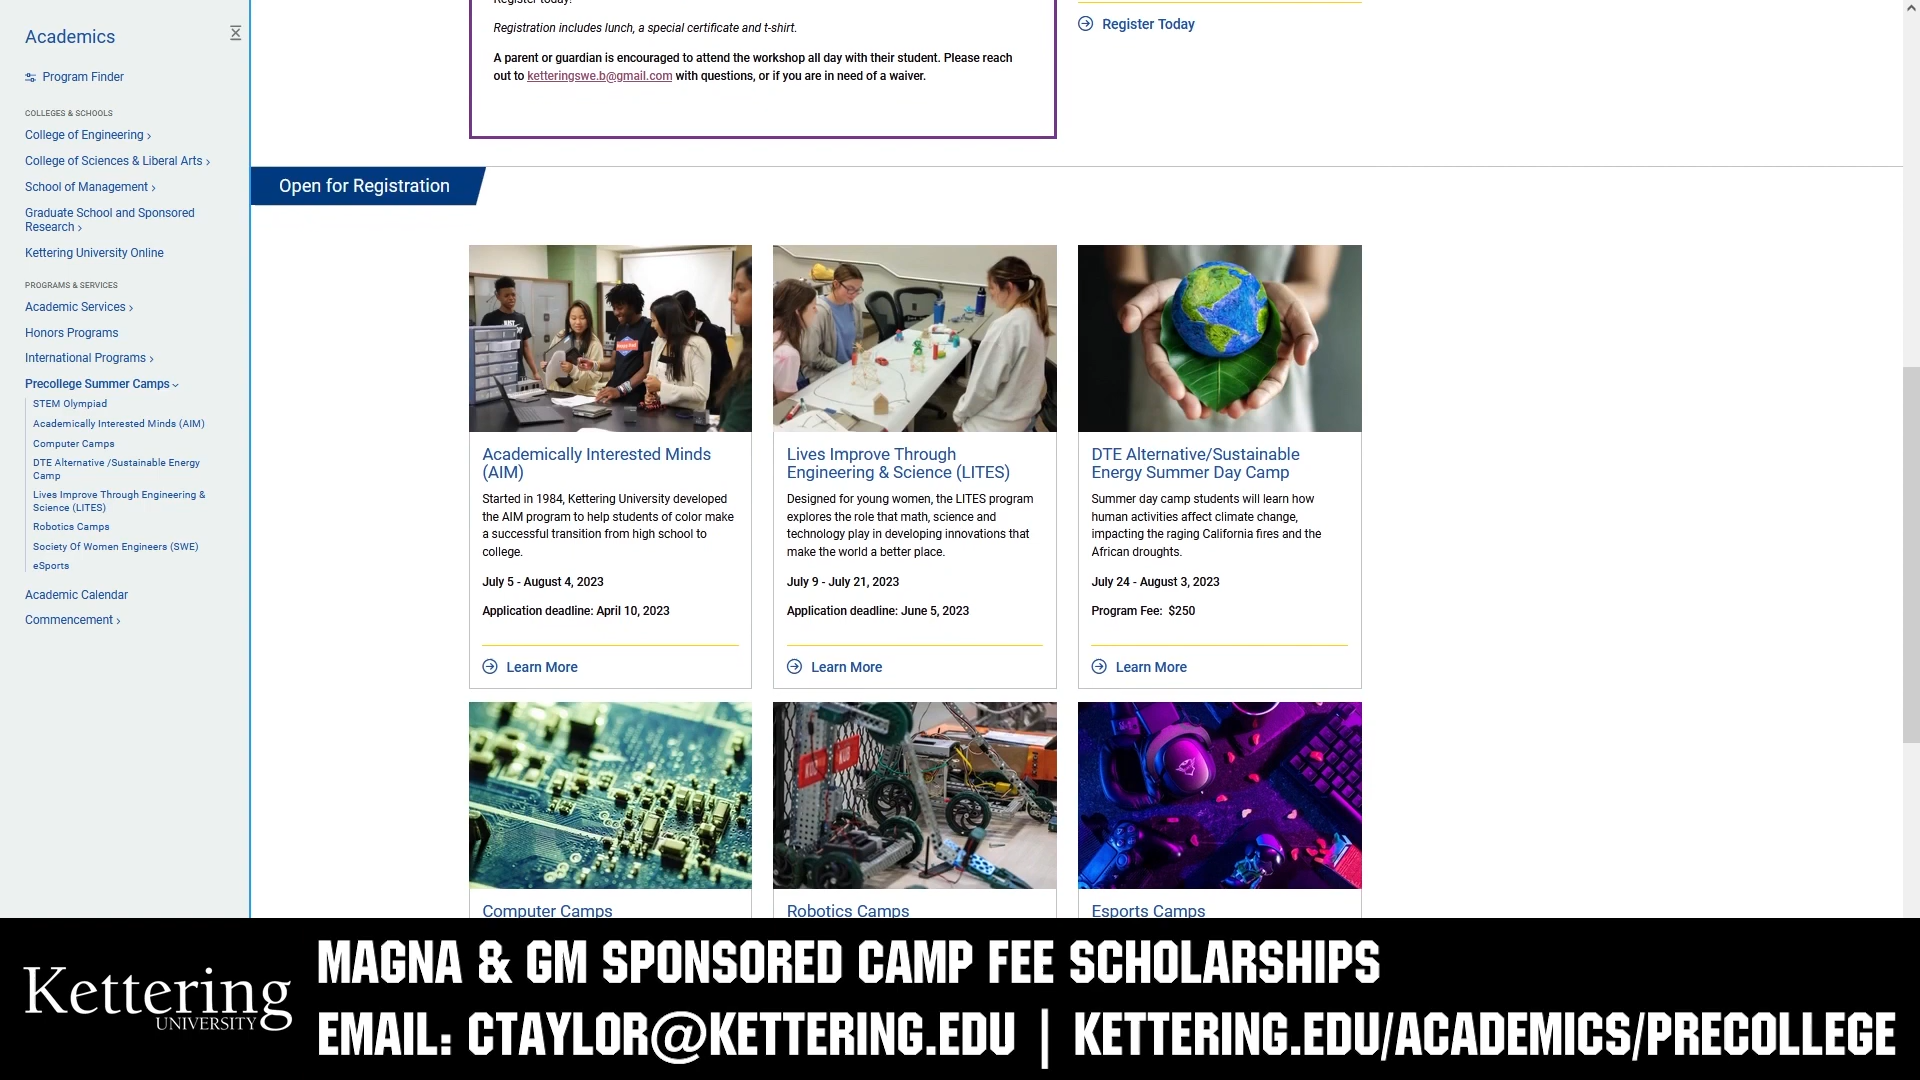 Academics
Program Finder
COLLEGES & SCHOOLS
College of Engineering
College of Sciences & Liberal Arts
School of Management
Graduate School and Sponsored
Research
Kettering University Online
PROGRAMS & SERVICES
Academic Services
Honors Programs
International Programs
Precollege Summer Camps
STEM Olympiad
Academically Interested Minds (AIM)
Computer Camps
DTE Alternative /Sustainable Energy
Camp
Lives Improve Through Engineering &
Science (LITES)
Robotics Camps
Society Of Women Engineers (SWE)
eSports
Academic Calendar
Commencement
Register today!
Registration includes lunch, a special certificate and t-shirt.
A parent or guardian is encouraged to attend the workshop all day with their student. Please reach
out to ketteringswe.b@gmail.com with questions, or if you are in need of a waiver.
Register Today
Open for Registration
Academically Interested Minds
(AIM)
Started in 1984, Kettering University developed
the AIM program to help students of color make
a successful transition from high school to
college.
July 5 - August 4, 2023
Application deadline: April 10, 2023
Learn More
Lives Improve Through
Engineering & Science (LITES)
Designed for young women, the LITES program
explores the role that math, science and
technology play in developing innovations that
make the world a better place.
July 9 - July 21, 2023
Application deadline: June 5, 2023
Learn More
DTE Alternative/Sustainable
Energy Summer Day Camp
Summer day camp students will learn how
human activities affect climate change,
impacting the raging California fires and the
African droughts.
July 24 - August 3, 2023
Program Fee: $250
Learn More
Computer Camps
Robotics Camps
Esports Camps
Kettering
UNIVERSITY
MAGNA & GM SPONSORED CAMP FEE SCHOLARSHIPS
EMAIL: CTAYLOR@KETTERING.EDU | KETTERING.EDU/ACADEMICS/PRECOLLEGE